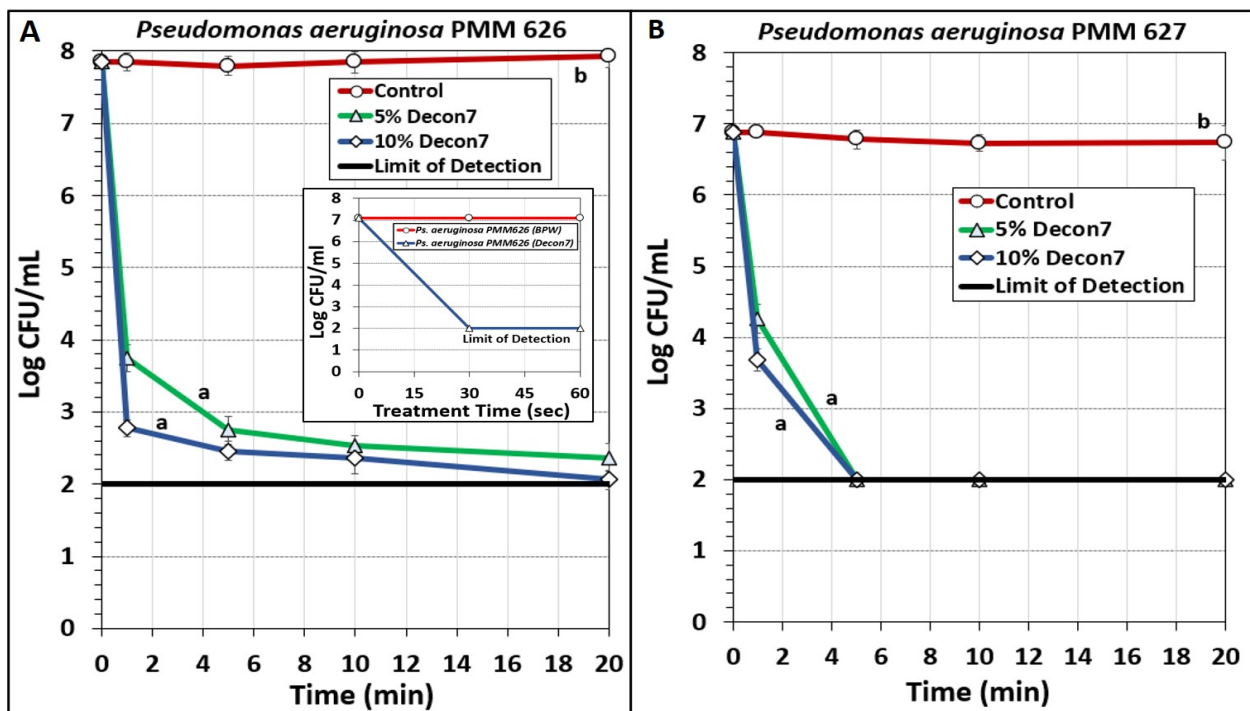 A
Pseudomonas aeruginosa PMM 626
8
7
6
5
4
3
2
1
0
Log CFU/mL
0 2 4 6 8 10 12 14 16 18 20
Time (min)
b
a
a
Control
5% Decon7
10% Decon7
Limit of Detection
8
7
6
5
4
3
2
1
0
Log CFU/ml
Ps. aeruginosa PMM626 (BPW)
Ps. aeruginosa PMM626 (Decon7)
Limit of Detection
0 15 30 45 60
Treatment Time (sec)
B
Pseudomonas aeruginosa PMM 627
8
7
6
5
4
3
2
1
0
Log CFU/mL
0 2 4 6 8 10 12 14 16 18 20
Time (min)
b
a
a
Control
5% Decon7
10% Decon7
Limit of Detection